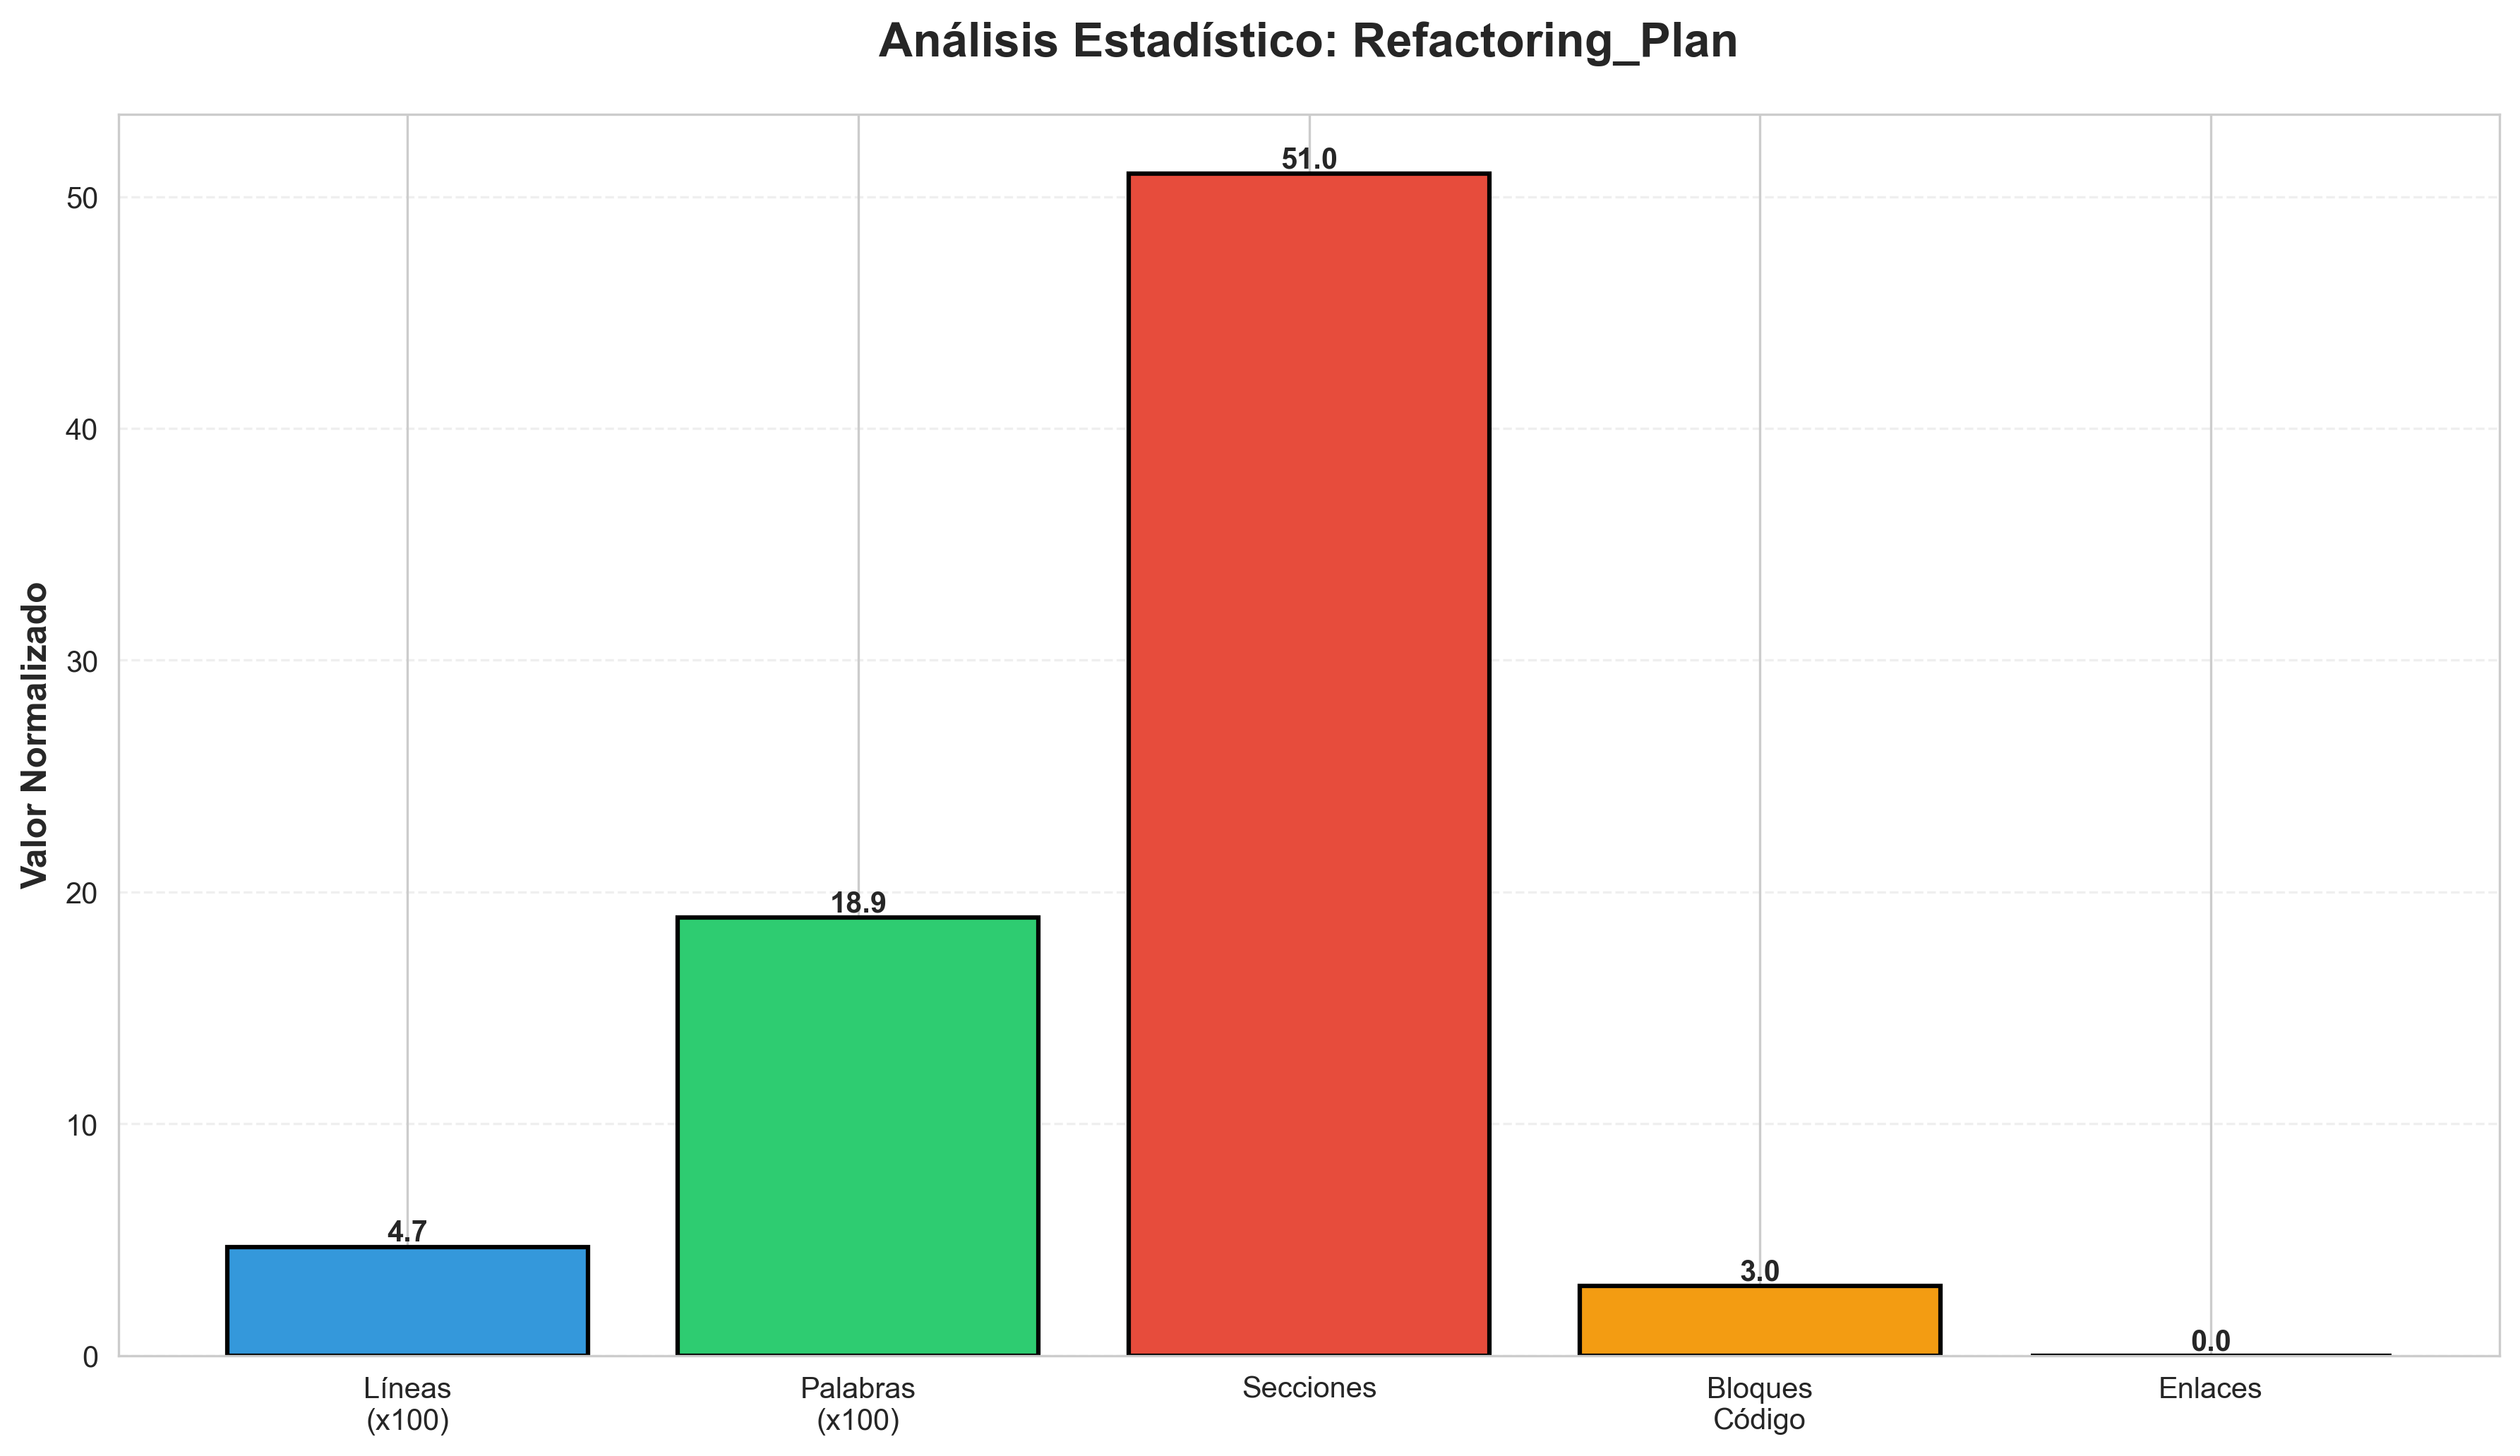 Análisis Estadístico: Refactoring_Plan
Valor Normalizado
50
40
30
20
10
0
4.7
18.9
51.0
3.0
0.0
Líneas
(x100)
Palabras
(x100)
Secciones
Bloques
Código
Enlaces